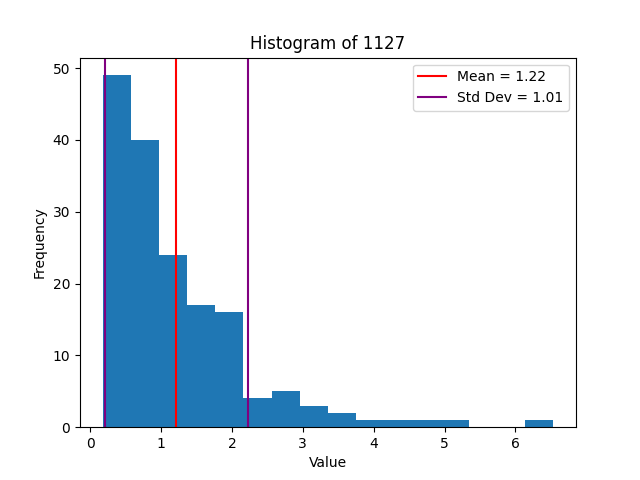 Histogram of 1127
Mean = 1.22
Std Dev = 1.01
50
40
30
20
10
0
Frequency
0 1 2 3 4 5 6
Value